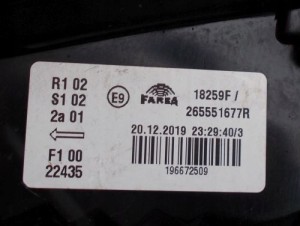 R1 02
S1 02
2a 01
E9
FARBA
18259F /
265551677R
20.12.2019 23:29:40/3
F1 00
22435
196672509